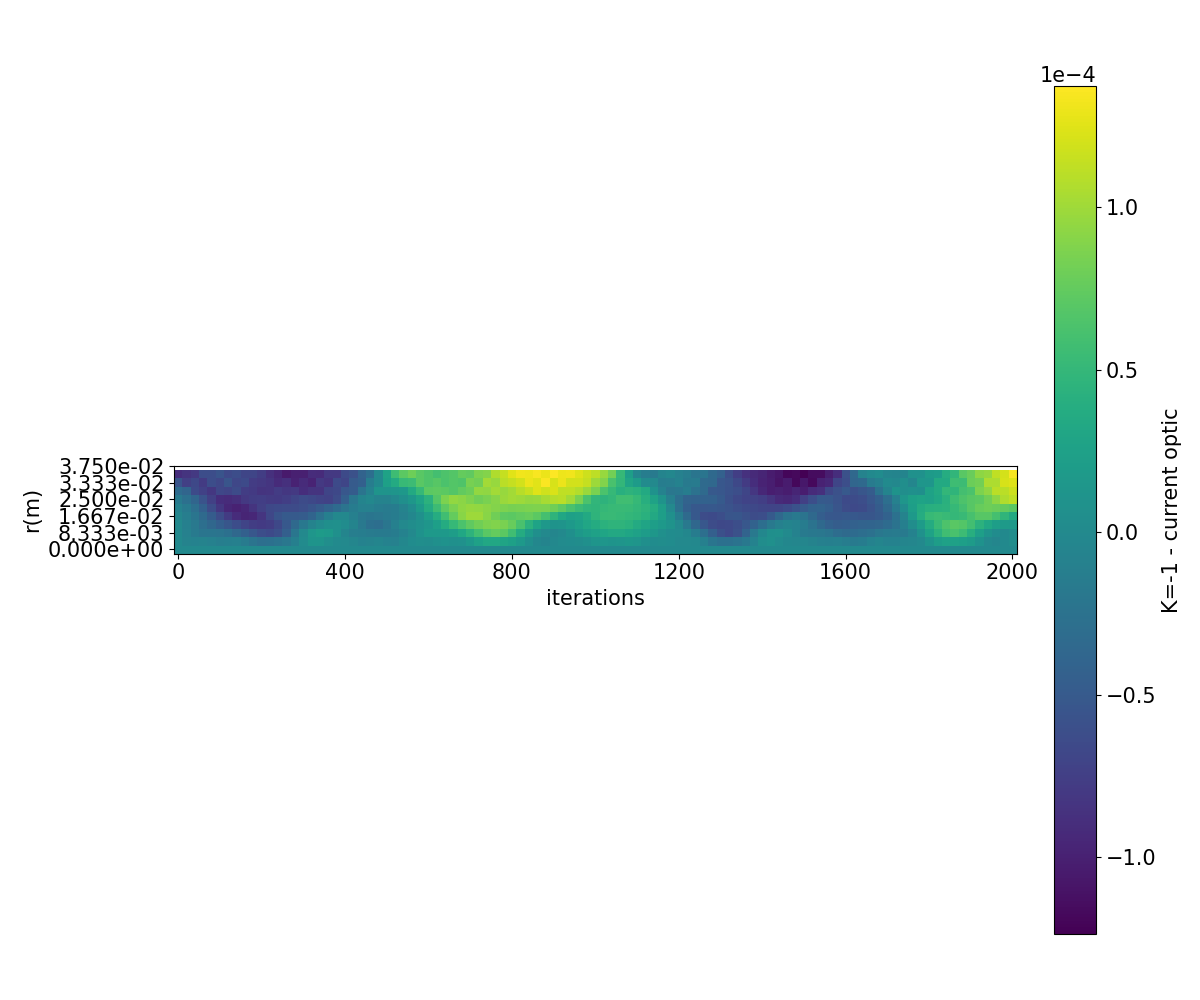 1e−4
1.0
0.5
0.0
−0.5
−1.0
K=-1 - current optic
3.750e-02
3.333e-02
2.500e-02
1.667e-02
8.333e-03
0.000e+00
r(m)
0 400 800 1200 1600 2000
iterations